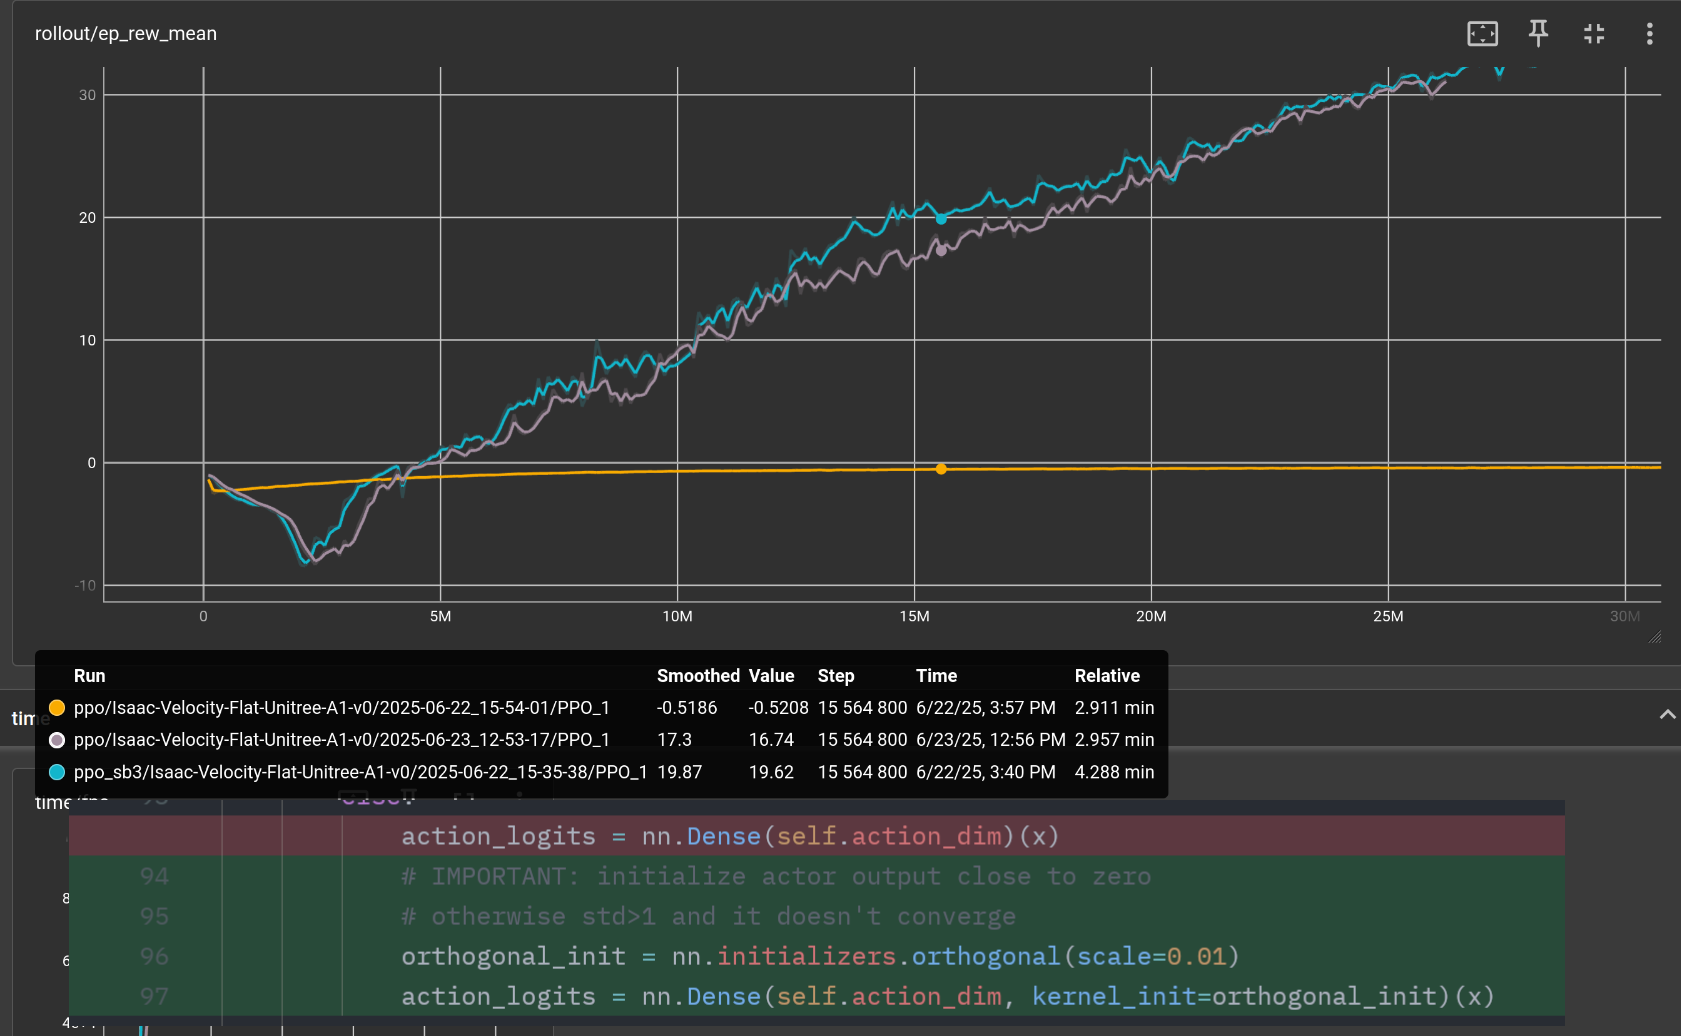 rollout/ep_rew_mean
30
20
10
0
-10
0 5M 10M 15M 20M 25M 30M
Run Smoothed Value Step Time Relative
ppo/Isaac-Velocity-Flat-Unitree-A1-v0/2025-06-22_15-54-01/PPO_1 -0.5186 -0.5208 15 564 800 6/22/25, 3:57 PM 2.911 min
ppo/Isaac-Velocity-Flat-Unitree-A1-v0/2025-06-23_12-53-17/PPO_1 17.3 16.74 15 564 800 6/23/25, 12:56 PM 2.957 min
ppo_sb3/Isaac-Velocity-Flat-Unitree-A1-v0/2025-06-22_15-35-38/PPO_1 19.87 19.62 15 564 800 6/22/25, 3:40 PM 4.288 min
time
time/fps
93 else:
action_logits = nn.Dense(self.action_dim)(x)
94 # IMPORTANT: initialize actor output close to zero
95 # otherwise std>1 and it doesn't converge
96 orthogonal_init = nn.initializers.orthogonal(scale=0.01)
97 action_logits = nn.Dense(self.action_dim, kernel_init=orthogonal_init)(x)
8
6